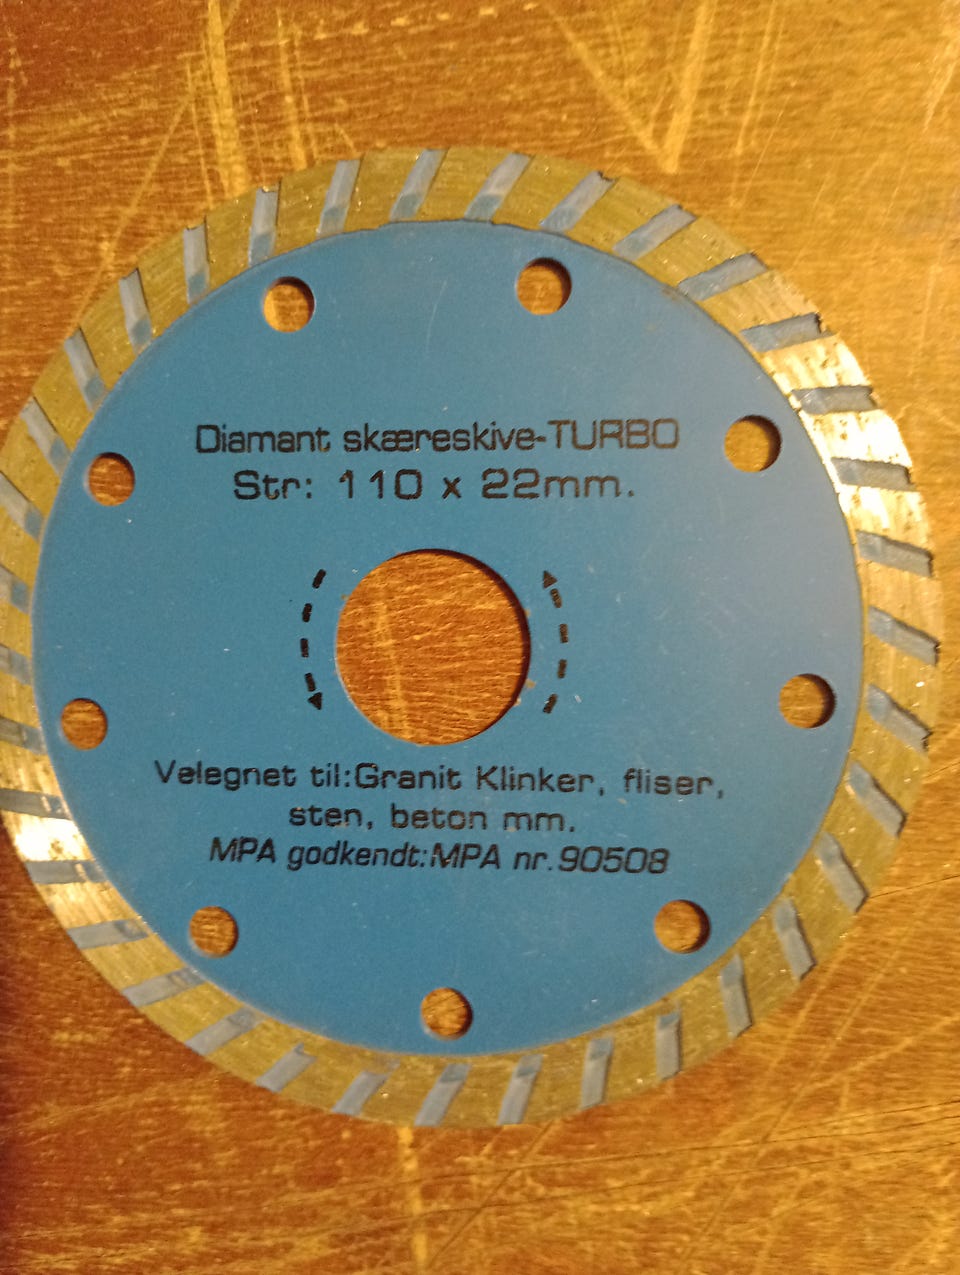 Diamant skæreskive-TURBO
Str: 110 x 22mm.
Velegnet til:Granit Klinker, fliser,
sten, beton mm.
MPA godkendt:MPA nr.90508